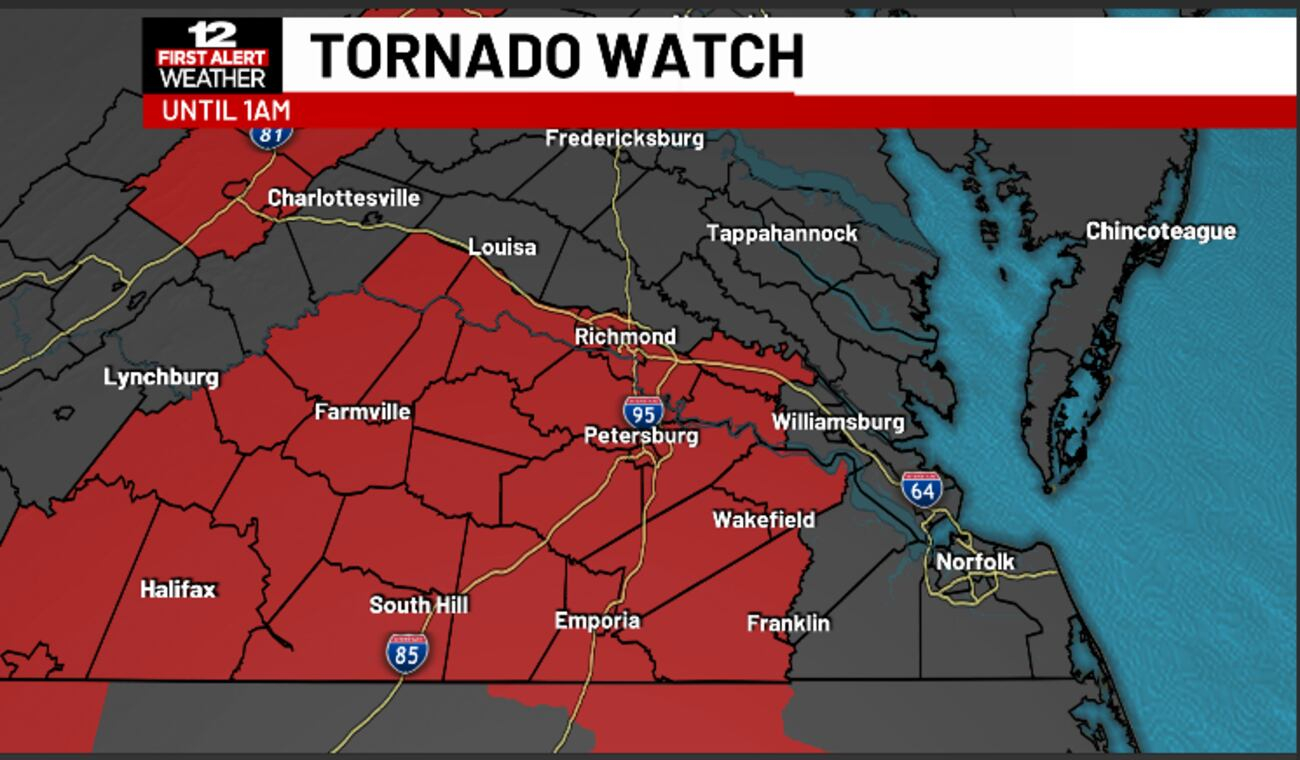 12
FIRST ALERT
WEATHER
TORNADO WATCH
UNTIL 1AM
81
Fredericksburg
Charlottesville
Chincoteague
Tappahannock
Louisa
Richmond
Lynchburg
Farmville
95
Williamsburg
Petersburg
64
Wakefield
Norfolk
Halifax
South Hill
Emporia
Franklin
85